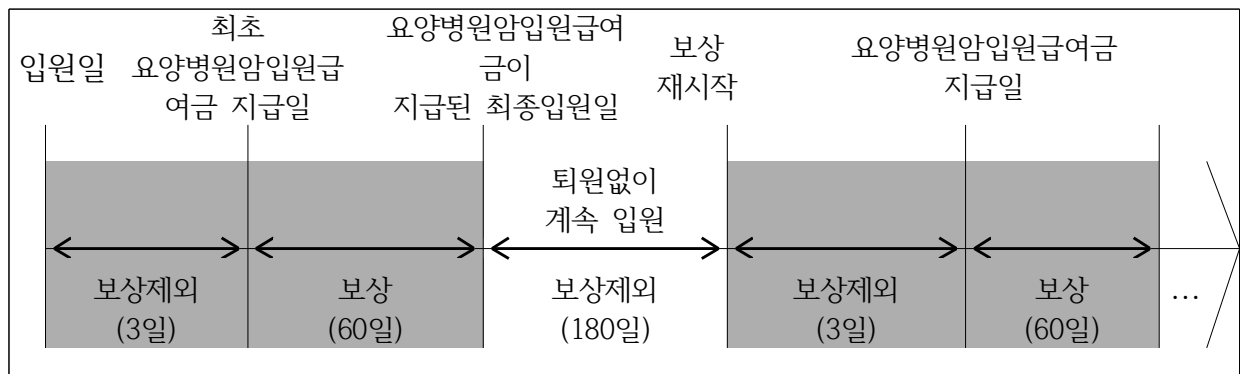 입원일
최초
요양병원암입원급
여금 지급일
요양병원암입원급여
금이
지급된 최종입원일
보상
재시작
요양병원암입원급여금
지급일
퇴원없이
계속 입원
보상제외
(3일)
보상
(60일)
보상제외
(180일)
보상제외
(3일)
보상
(60일)
…